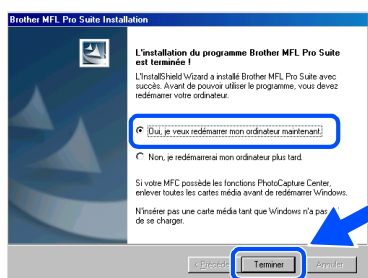 Brother MFL Pro Suite Installation
L'installation du programme Brother MFL Pro Suite
est terminée !
L'InstallShield Wizard a installé Brother MFL Pro Suite avec
succès. Avant de pouvoir utiliser le programme, vous devez
redémarrer votre ordinateur.
Oui, je veux redémarrer mon ordinateur maintenant.
Non, je redémarrerai mon ordinateur plus tard.
Si votre MFC possède les fonctions PhotoCapture Center,
enlever toutes les cartes média avant de redémarrer Windows.
N'insérer pas une carte média tant que Windows n'a pas
de se charger.
Terminer
Annuler